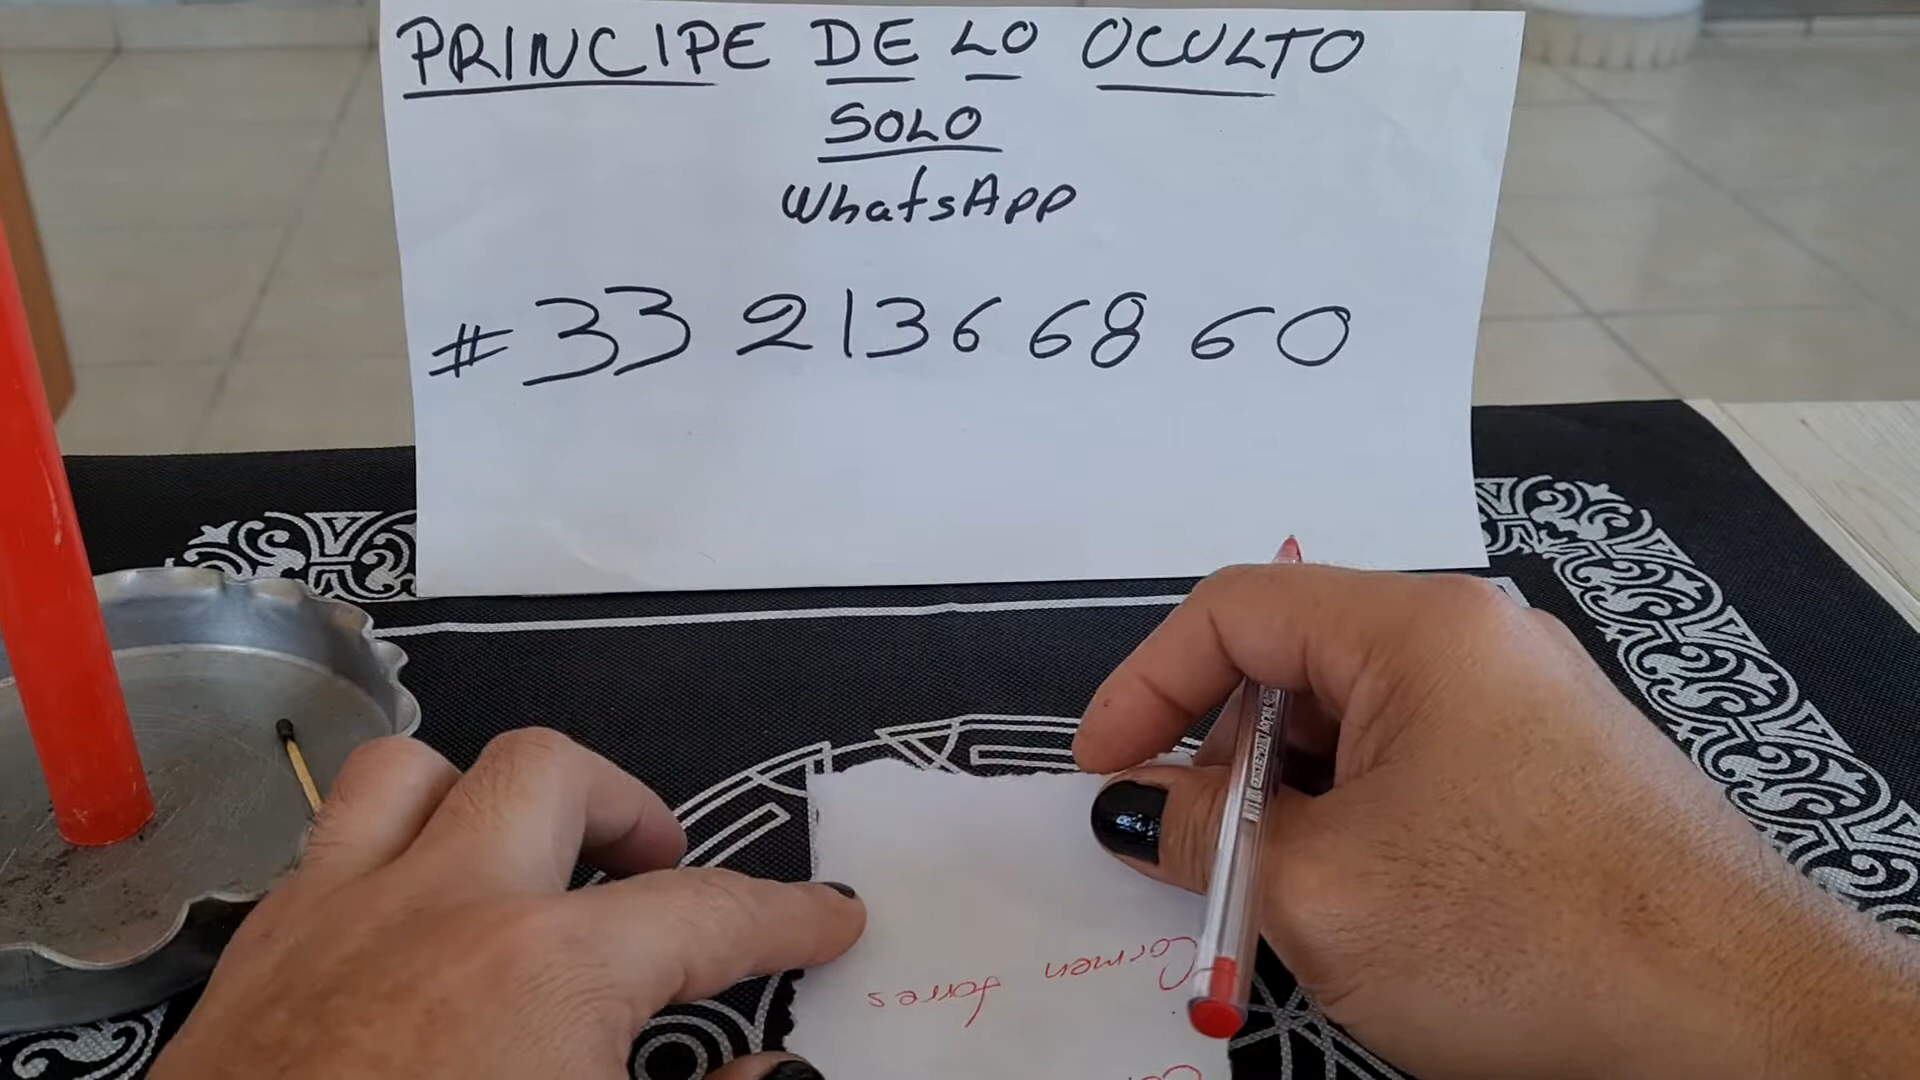 PRINCIPE DE LO OCULTO
SOLO
WhatsApp
#33 2136 68 60
Carmen torres